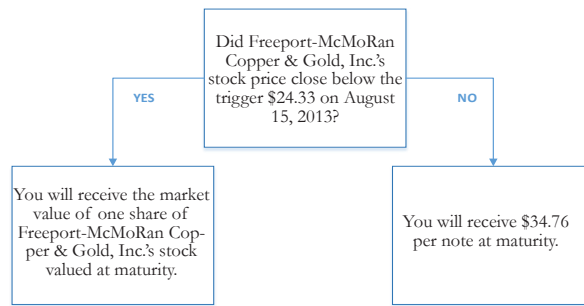 Did Freeport-McMoRan
Copper & Gold, Inc.'s
stock price close below the
trigger $24.33 on August
15, 2013?
YES
NO
You will receive the market
value of one share of
Freeport-McMoRan Cop-
per & Gold, Inc.'s stock
valued at maturity.
You will receive $34.76
per note at maturity.